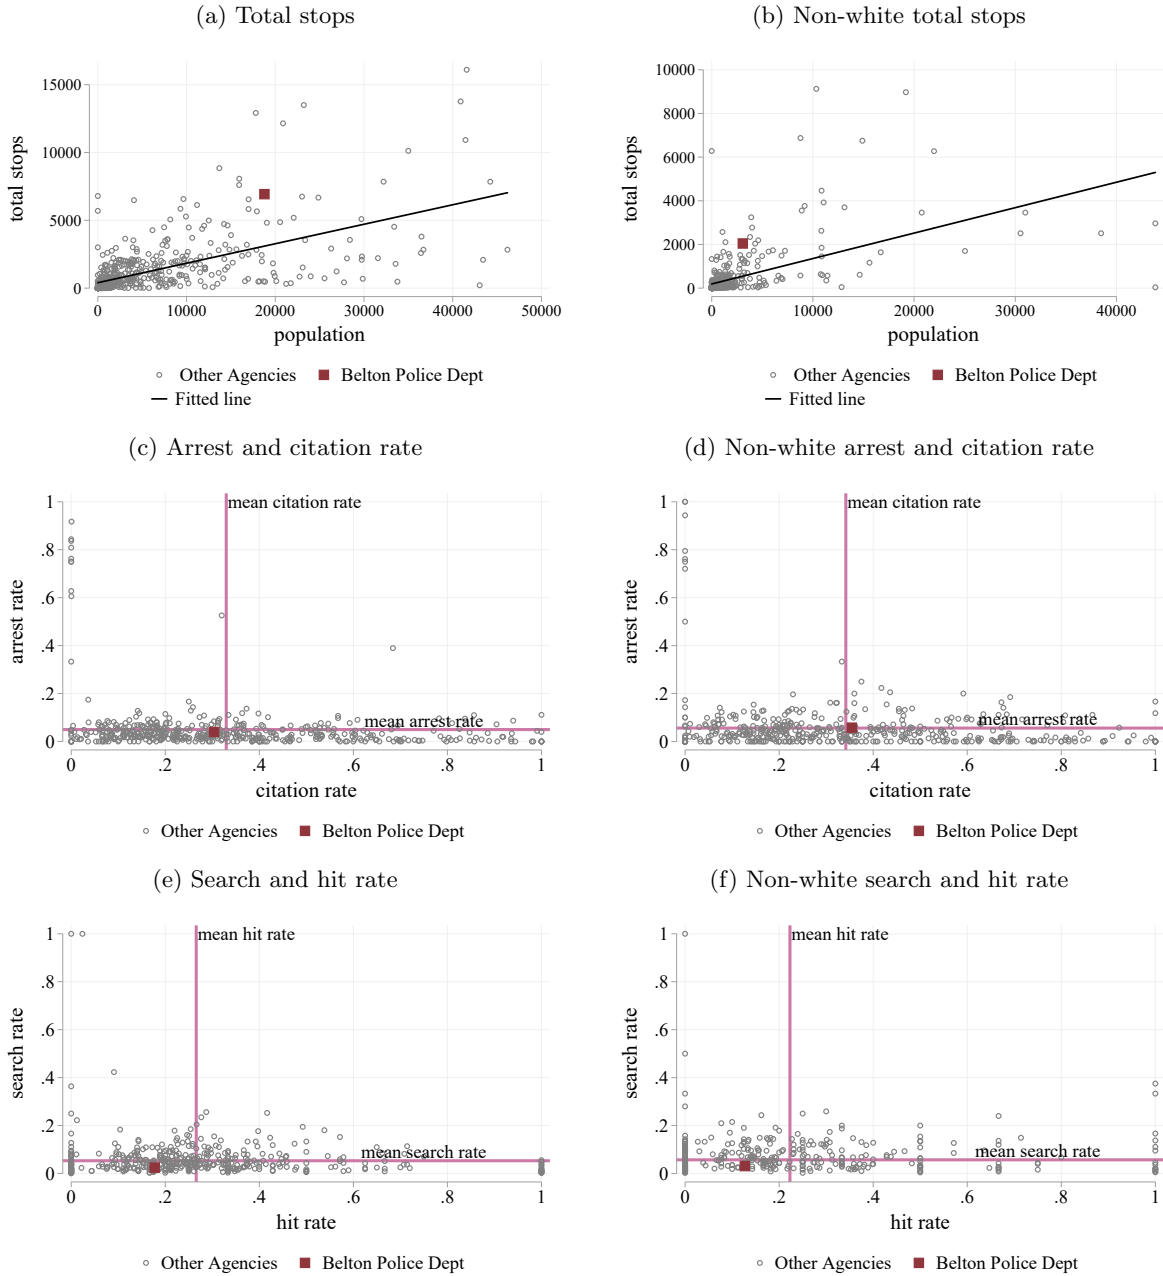 (a) Total stops
15000
10000
5000
0
total stops
0 10000 20000 30000 40000 50000
population
Other Agencies Belton Police Dept
Fitted line
(b) Non-white total stops
10000
8000
6000
4000
2000
0
total stops
0 10000 20000 30000 40000
population
Other Agencies Belton Police Dept
Fitted line
(c) Arrest and citation rate
mean citation rate
1
.8
.6
.4
.2
0
arrest rate
mean arrest rate
0 .2 .4 .6 .8 1
citation rate
Other Agencies Belton Police Dept
(d) Non-white arrest and citation rate
mean citation rate
1
.8
.6
.4
.2
0
arrest rate
mean arrest rate
0 .2 .4 .6 .8 1
citation rate
Other Agencies Belton Police Dept
(e) Search and hit rate
mean hit rate
1
.8
.6
.4
.2
0
search rate
mean search rate
0 .2 .4 .6 .8 1
hit rate
Other Agencies Belton Police Dept
(f) Non-white search and hit rate
mean hit rate
1
.8
.6
.4
.2
0
search rate
mean search rate
0 .2 .4 .6 .8 1
hit rate
Other Agencies Belton Police Dept